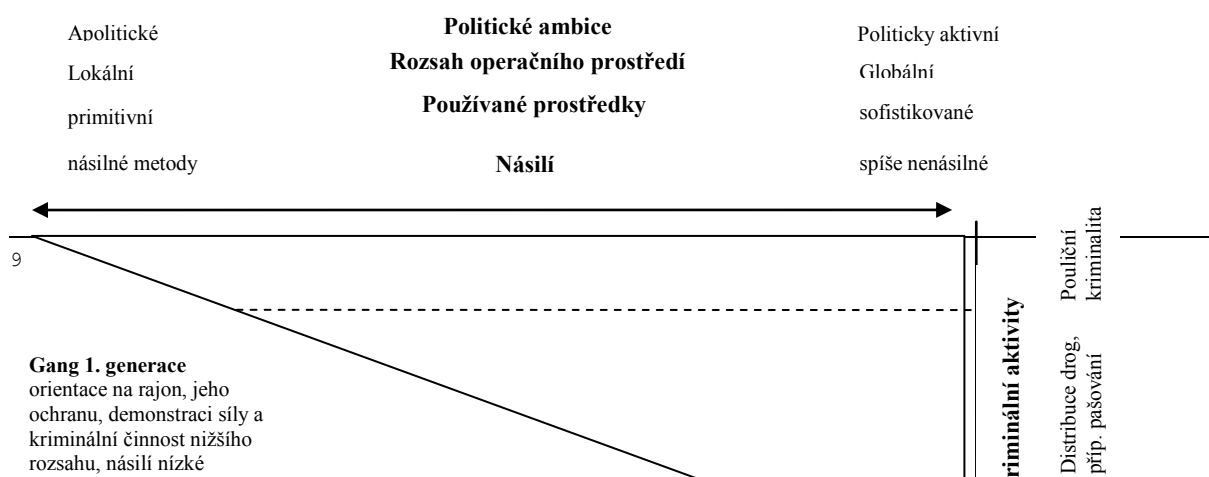 Apolitické
Politické ambice
Politicky aktivní
Lokální
Rozsah operačního prostředí
Globální
primitivní
Používané prostředky
sofistikované
násilné metody
Násilí
spíše nenásilné
9
Gang 1. generace
orientace na rajon, jeho
ochranu, demonstraci síly a
kriminální činnost nižšího
rozsahu, násilí nízké
riminální aktivity
Pouliční
kriminalita
Distribuce drog,
příp. pašování